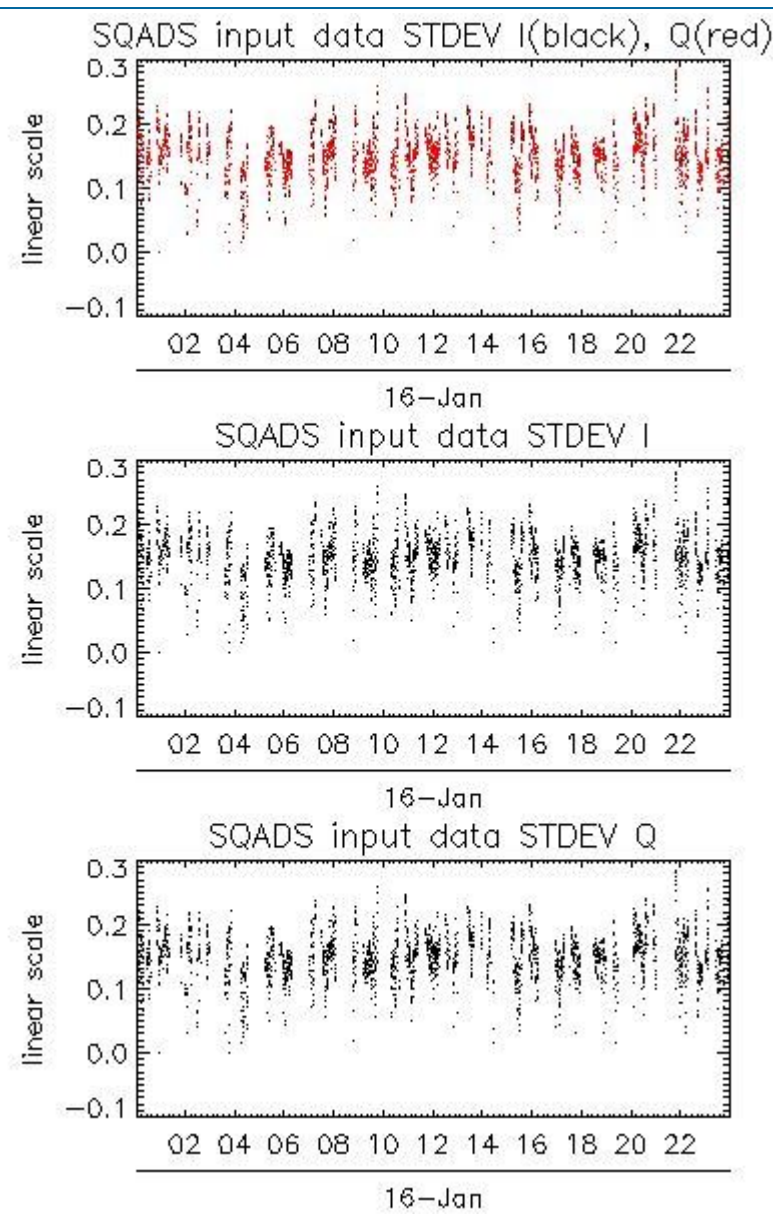 SQADS input data STDEV I(black), Q(red)
0.3
0.2
0.1
0.0
−0.1
linear scale
02 04 06 08 10 12 14 16 18 20 22
16−Jan
SQADS input data STDEV I
0.3
0.2
0.1
0.0
−0.1
linear scale
02 04 06 08 10 12 14 16 18 20 22
16−Jan
SQADS input data STDEV Q
0.3
0.2
0.1
0.0
−0.1
linear scale
02 04 06 08 10 12 14 16 18 20 22
16−Jan